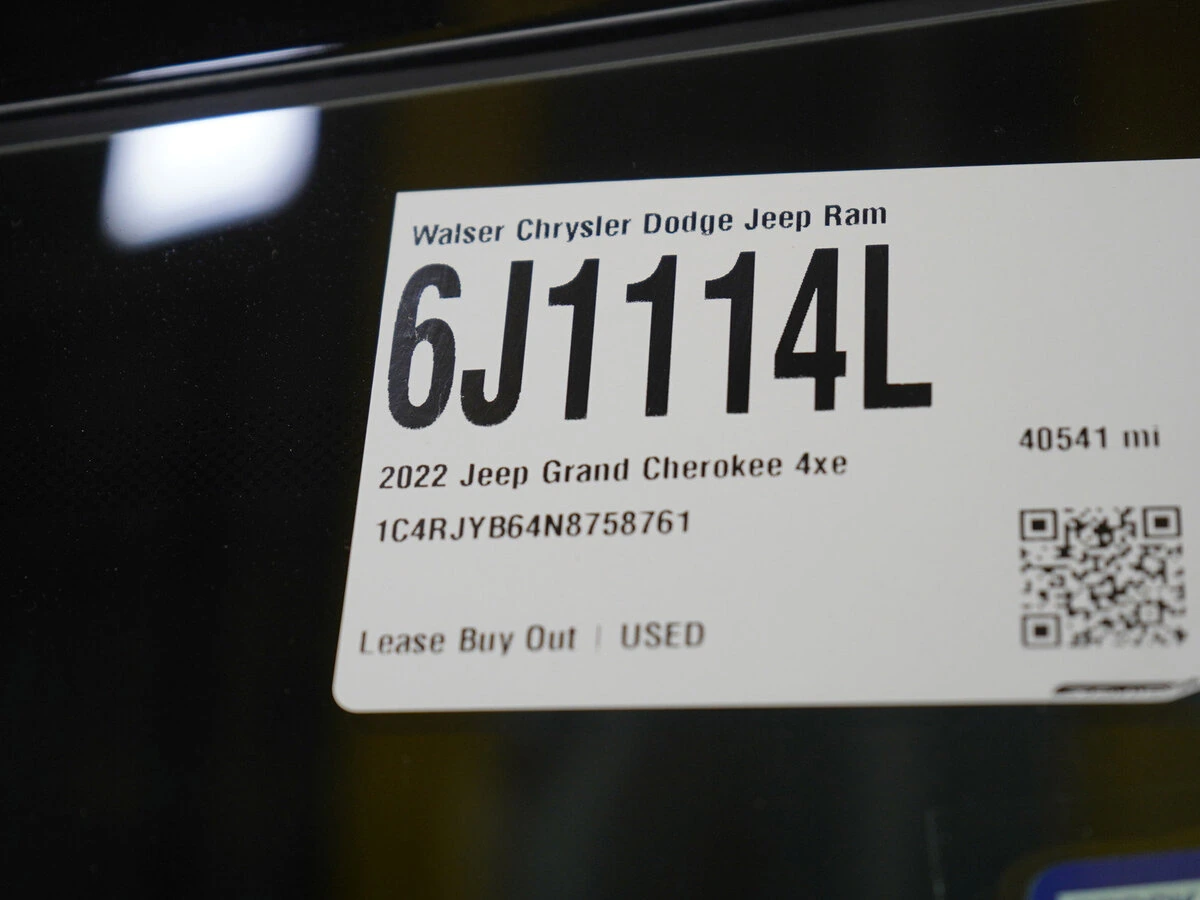 Walser Chrysler Dodge Jeep Ram
6J1114L
40541 mi
2022 Jeep Grand Cherokee 4xe
1C4RJYB64N8758761
Lease Buy Out | USED